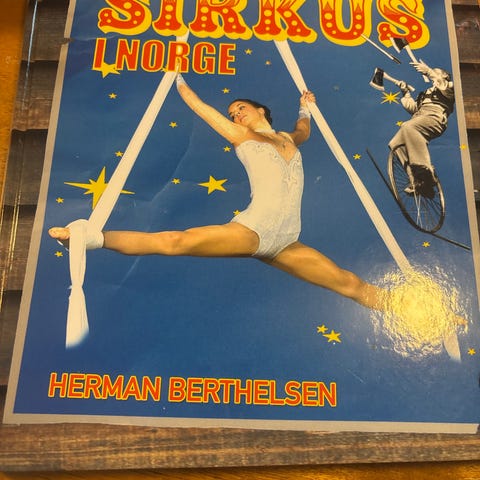 SIRKUS
I NORGE
HERMAN BERTHELSEN